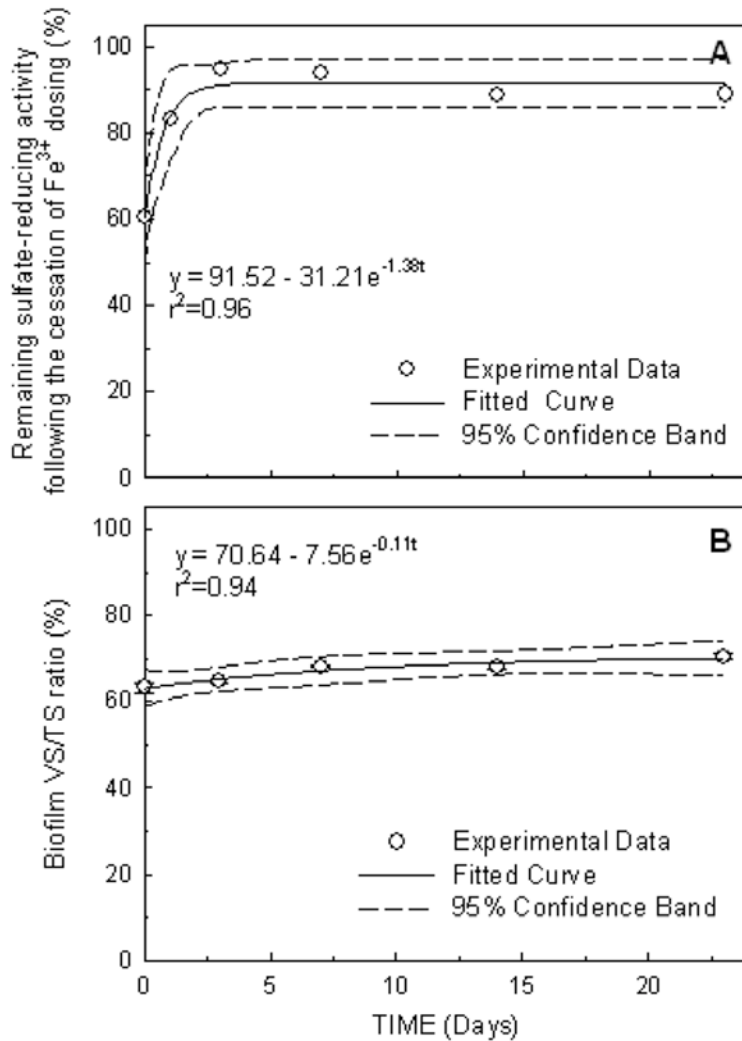 Remaining sulfate-reducing activity
following the cessation of Fe³⁺ dosing (%)
100
80
60
40
20
0
A
y = 91.52 - 31.21e⁻¹·³⁸ᵗ
r²=0.96
Experimental Data
Fitted Curve
95% Confidence Band
Biofilm VS/TS ratio (%)
100
80
60
40
20
0
B
y = 70.64 - 7.56e⁻⁰·¹¹ᵗ
r²=0.94
Experimental Data
Fitted Curve
95% Confidence Band
0 5 10 15 20
TIME (Days)